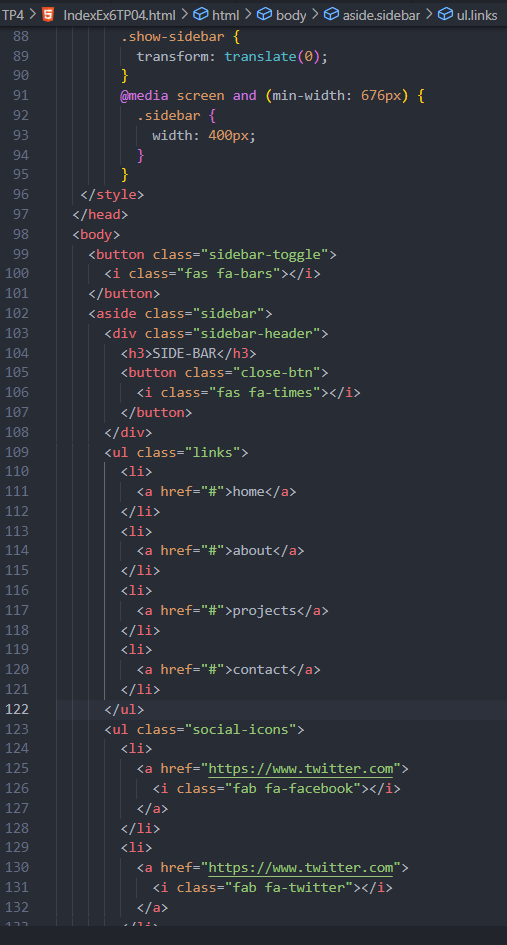 TP4 > IndexEx6TP04.html > html > body > aside.sidebar > ul.links
88 .show-sidebar {
89 transform: translate(0);
90 }
91 @media screen and (min-width: 676px) {
92 .sidebar {
93 width: 400px;
94 }
95 }
96 </style>
97 </head>
98 <body>
99 <button class="sidebar-toggle">
100 <i class="fas fa-bars"></i>
101 </button>
102 <aside class="sidebar">
103 <div class="sidebar-header">
104 <h3>SIDE-BAR</h3>
105 <button class="close-btn">
106 <i class="fas fa-times"></i>
107 </button>
108 </div>
109 <ul class="links">
110 <li>
111 <a href="#">home</a>
112 </li>
113 <li>
114 <a href="#">about</a>
115 </li>
116 <li>
117 <a href="#">projects</a>
118 </li>
119 <li>
120 <a href="#">contact</a>
121 </li>
122 </ul>
123 <ul class="social-icons">
124 <li>
125 <a href="https://www.twitter.com">
126 <i class="fab fa-facebook"></i>
127 </a>
128 </li>
129 <li>
130 <a href="https://www.twitter.com">
131 <i class="fab fa-twitter"></i>
132 </a>